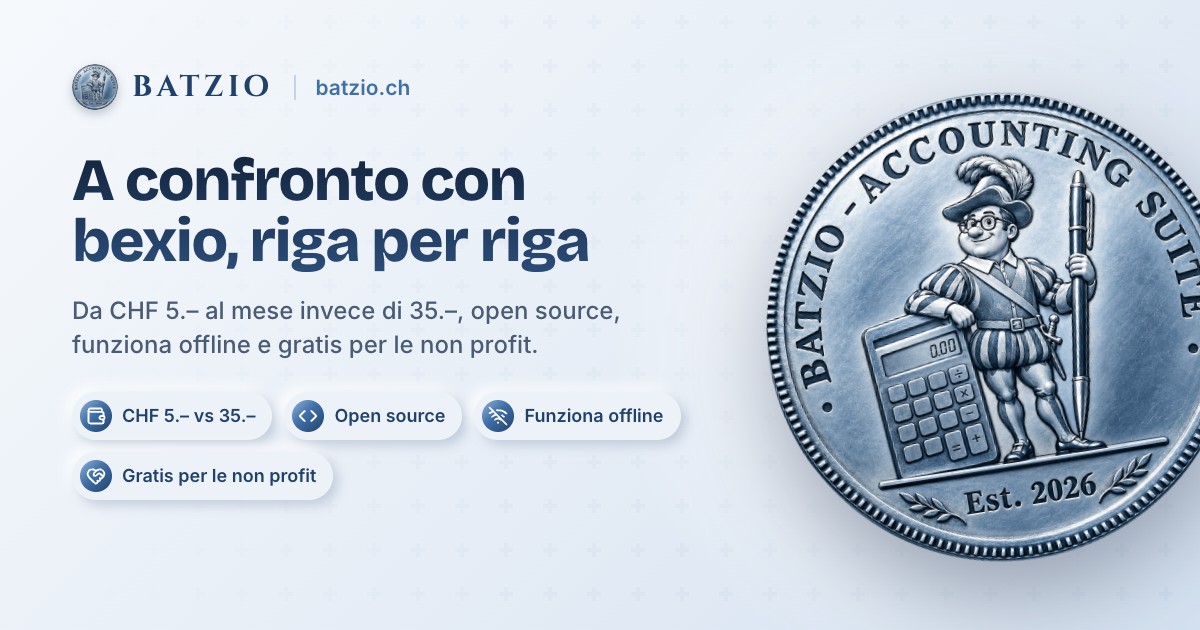 BATZIO
batzio.ch
A confronto con
bexio, riga per riga
Da CHF 5.– al mese invece di 35.–, open source,
funziona offline e gratis per le non profit.
CHF 5.– vs 35.–
Open source
Funziona offline
Gratis per le non profit
• BATZIO - ACCOUNTING SUITE •
0.00
Est. 2026